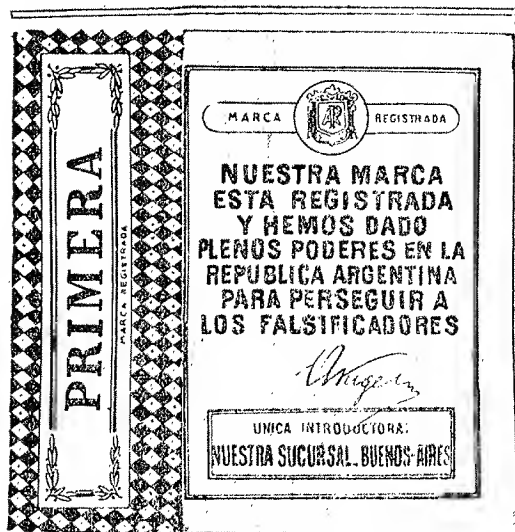 PRIMERA
MARCA REGISTRADA
MARCA REGISTRADA
NUESTRA MARCA
ESTA REGISTRADA
Y HEMOS DADO
PLENOS PODERES EN LA
REPUBLICA ARGENTINA
PARA PERSEGUIR A
LOS FALSIFICADORES
UNICA INTRODUCTORA:
NUESTRA SUCURSAL. BUENOS-AIRES